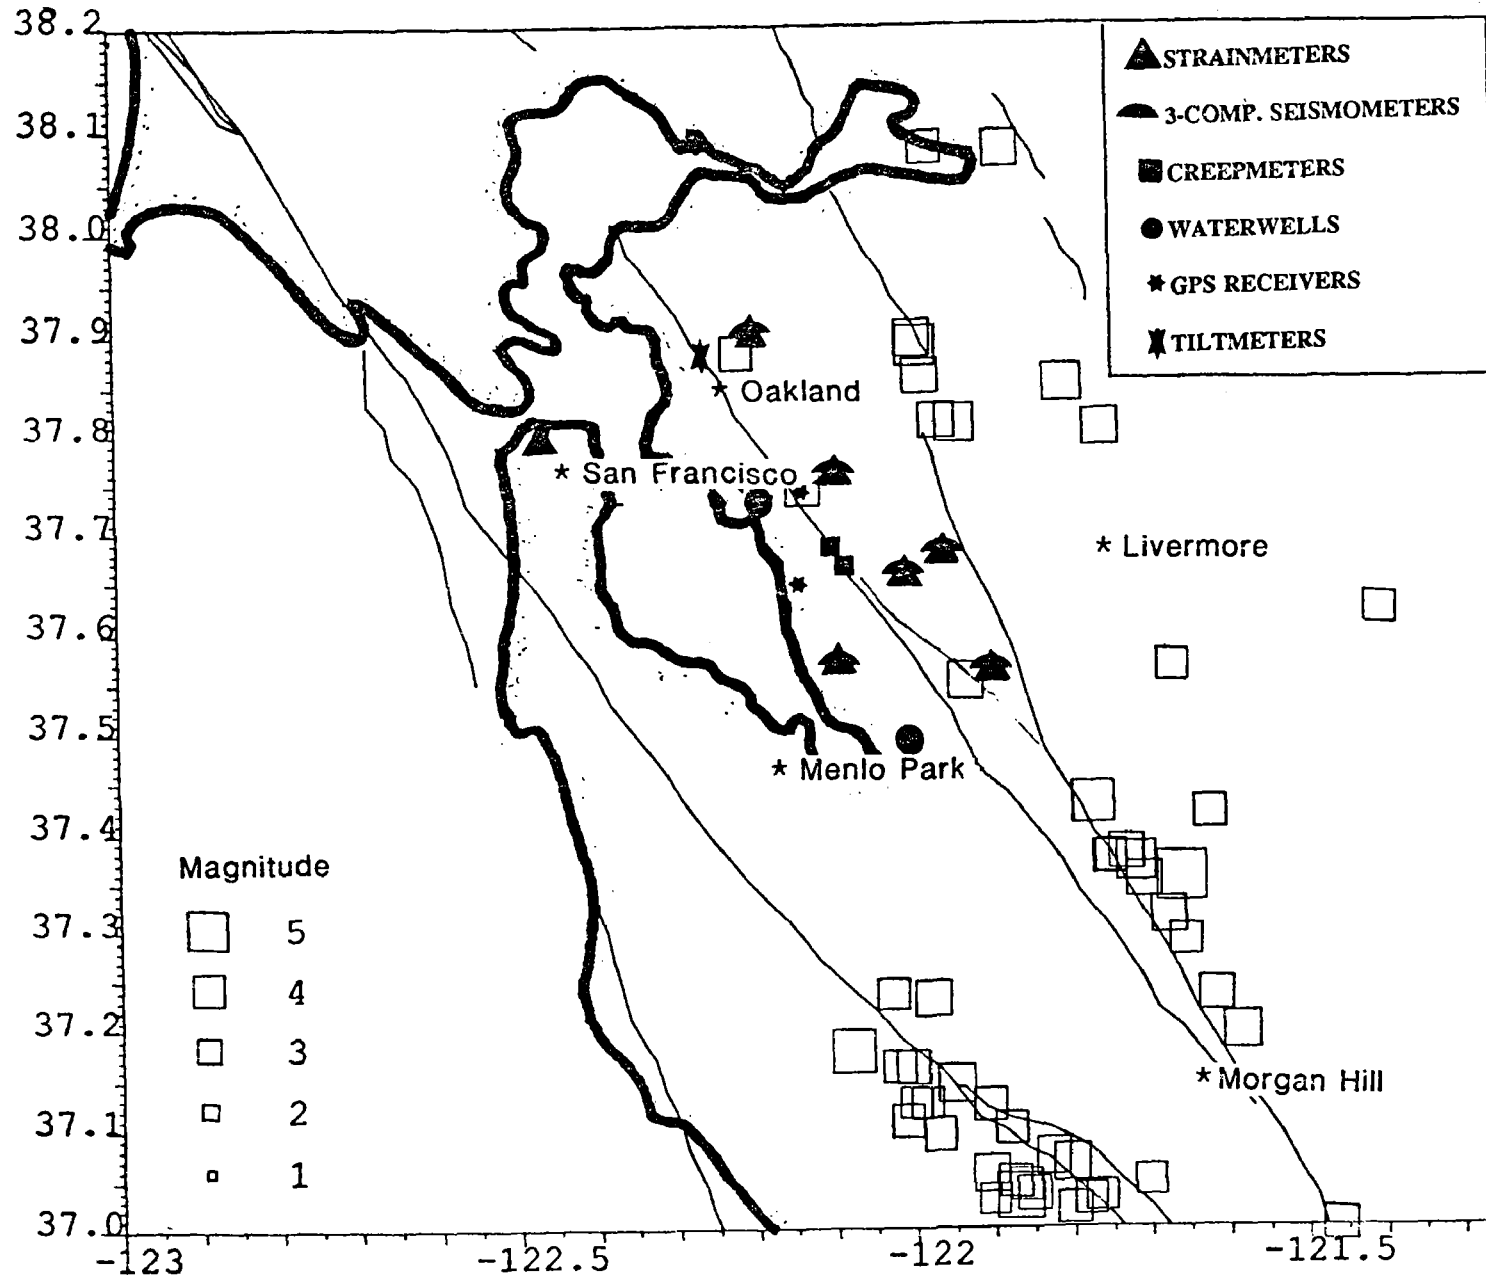 38.2
38.1
38.0
37.9
37.8
37.7
37.6
37.5
37.4
37.3
37.2
37.1
37.0
-123
-122.5
-122
-121.5
STRAINMETERS
3-COMP. SEISMOMETERS
CREEPMETERS
WATERWELLS
GPS RECEIVERS
TILTMETERS
* Oakland
* San Francisco
* Livermore
* Menlo Park
* Morgan Hill
Magnitude
5
4
3
2
1